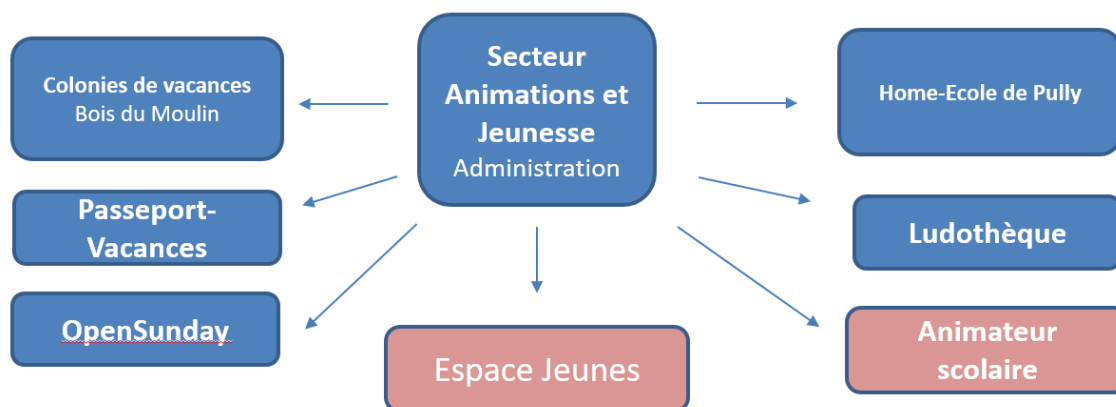 Secteur
Animations et
Jeunesse
Administration
Colonies de vacances
Bois du Moulin
Home-Ecole de Pully
Passeport-
Vacances
Ludothèque
OpenSunday
Espace Jeunes
Animateur
scolaire